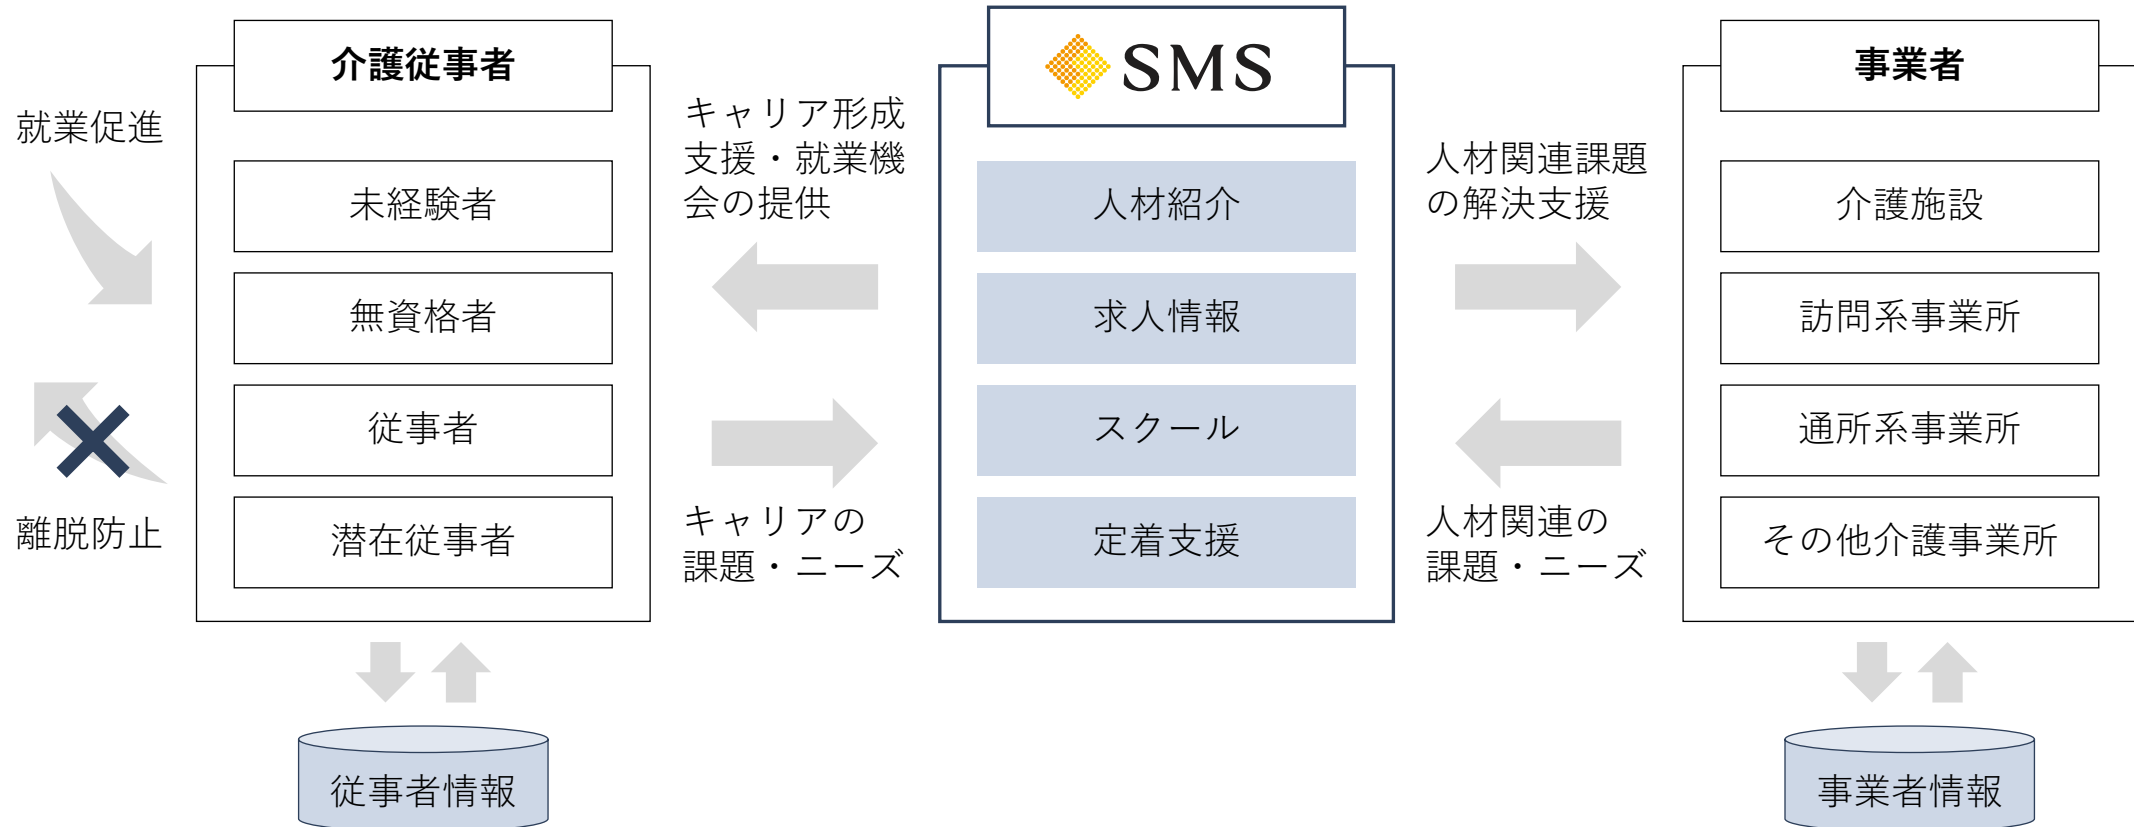 介護従事者
SMS
事業者
就業促進
未経験者
無資格者
従事者
潜在従事者
離脱防止
キャリア形成
支援・就業機
会の提供
キャリアの
課題・ニーズ
人材紹介
求人情報
スクール
定着支援
人材関連課題
の解決支援
人材関連の
課題・ニーズ
介護施設
訪問系事業所
通所系事業所
その他介護事業所
従事者情報
事業者情報